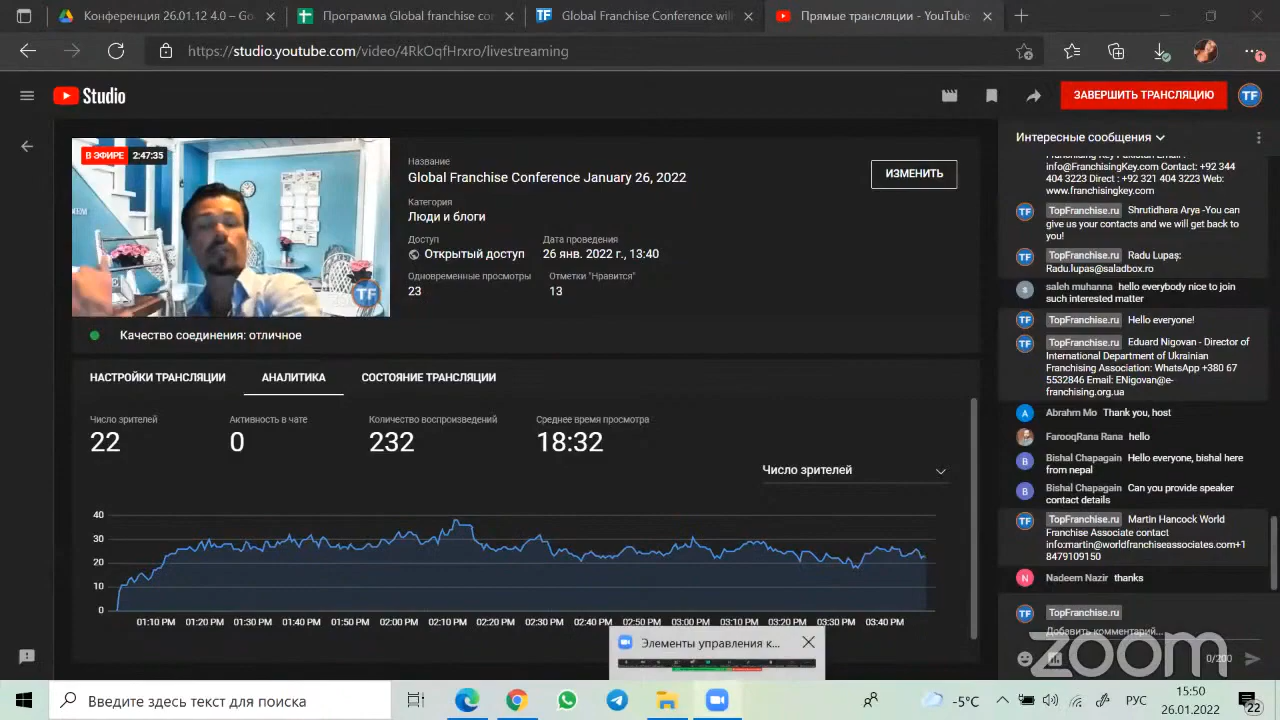 Конференция 26.01.12 4.0 – Go
Программа Global franchise con
Global Franchise Conference will
Прямые трансляции - YouTube
https://studio.youtube.com/video/4RkOqfHrxro/livestreaming
Studio
ЗАВЕРШИТЬ ТРАНСЛЯЦИЮ
TF
В ЭФИРЕ 2:47:35
TF
Название
Global Franchise Conference January 26, 2022
ИЗМЕНИТЬ
Категория
Люди и блоги
Доступ
Дата проведения
Открытый доступ
26 янв. 2022 г., 13:40
Одновременные просмотры
Отметки "Нравится"
23
13
Качество соединения: отличное
НАСТРОЙКИ ТРАНСЛЯЦИИ
АНАЛИТИКА
СОСТОЯНИЕ ТРАНСЛЯЦИИ
Число зрителей
Активность в чате
Количество воспроизведений
Среднее время просмотра
22
0
232
18:32
Число зрителей
40
30
20
10
0
01:10 PM 01:20 PM 01:30 PM 01:40 PM 01:50 PM 02:00 PM 02:10 PM 02:20 PM 02:30 PM 02:40 PM 02:50 PM 03:00 PM 03:10 PM 03:20 PM 03:30 PM 03:40 PM
Интересные сообщения
Franchising Key Pakistan Email :
info@FranchisingKey.com Contact: +92 344
404 3223 Direct : +92 321 404 3223 Web:
www.franchisingkey.com
TopFranchise.ru Shrutidhara Arya -You can
give us your contacts and we will get back to
you!
TopFranchise.ru Radu Lupaș:
Radu.lupas@saladbox.ro
saleh muhanna hello everybody nice to join
such interested matter
TopFranchise.ru Hello everyone!
TopFranchise.ru Eduard Nigovan - Director of
International Department of Ukrainian
Franchising Association: WhatsApp +380 67
5532846 Email: ENigovan@e-
franchising.org.ua
Abrahm Mo Thank you, host
FarooqRana Rana hello
Bishal Chapagain Hello everyone, bishal here
from nepal
Bishal Chapagain Can you provide speaker
contact details
TopFranchise.ru Martin Hancock World
Franchise Associate contact
info:martin@worldfranchiseassociates.com+1
8479109150
Nadeem Nazir thanks
TopFranchise.ru
Добавить комментарий...
0/200
zoom
Элементы управления к...
Введите здесь текст для поиска
-5°C
РУС
15:50
26.01.2022
22